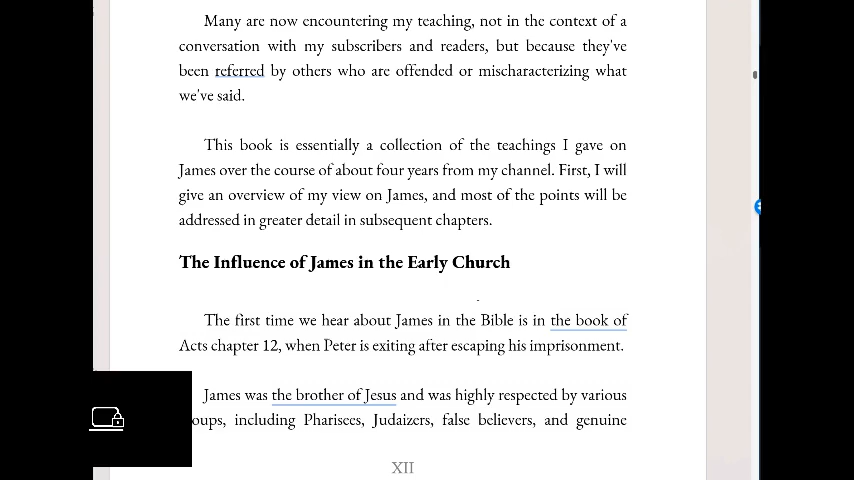 Many are now encountering my teaching, not in the context of a
conversation with my subscribers and readers, but because they've
been referred by others who are offended or mischaracterizing what
we've said.
This book is essentially a collection of the teachings I gave on
James over the course of about four years from my channel. First, I will
give an overview of my view on James, and most of the points will be
addressed in greater detail in subsequent chapters.
The Influence of James in the Early Church
The first time we hear about James in the Bible is in the book of
Acts chapter 12, when Peter is exiting after escaping his imprisonment.
James was the brother of Jesus and was highly respected by various
including Pharisees, Judaizers, false believers, and genuine
XII